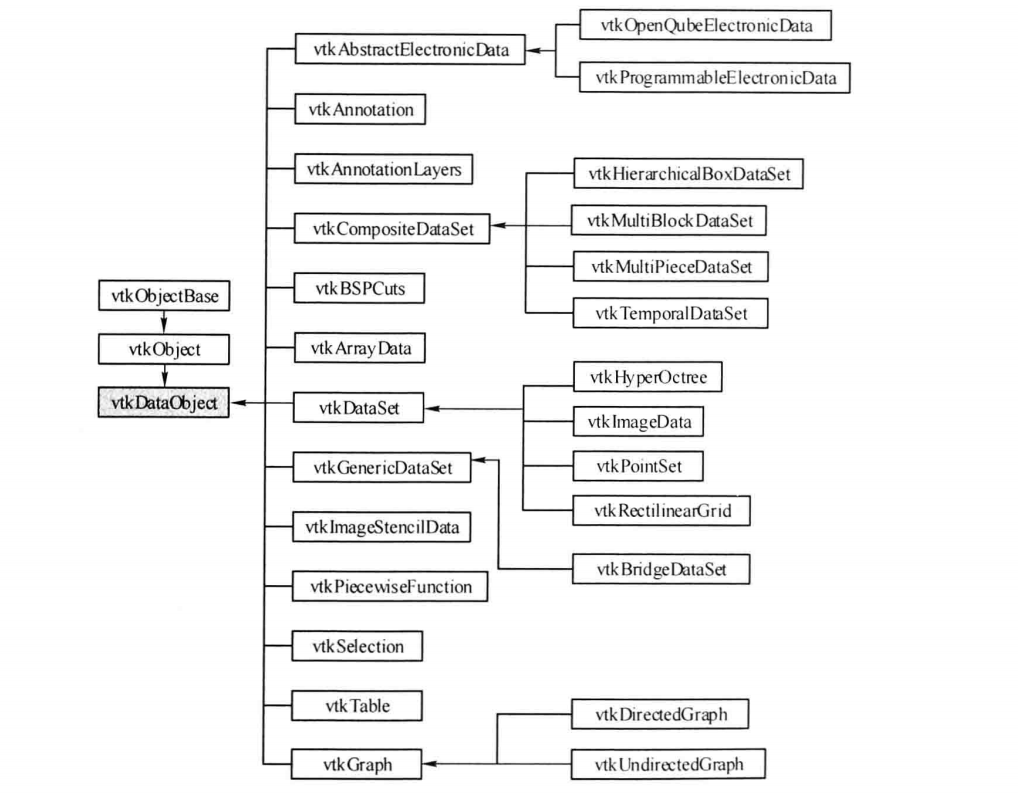 vtkOpenQubeElectronicData
vtkAbstractElectronicData
vtkProgrammableElectronicData
vtkAnnotation
vtkAnnotationLayers
vtkHierarchicalBoxDataSet
vtkCompositeDataSet
vtkMultiBlockDataSet
vtkMultiPieceDataSet
vtkBSPCuts
vtkObjectBase
vtkTemporalDataSet
vtkObject
vtkArrayData
vtkHyperOctree
vtkDataObject
vtkDataSet
vtkImageData
vtkGenericDataSet
vtkPointSet
vtkRectilinearGrid
vtkImageStencilData
vtkBridgeDataSet
vtkPiecewiseFunction
vtkSelection
vtkTable
vtkDirectedGraph
vtkGraph
vtkUndirectedGraph